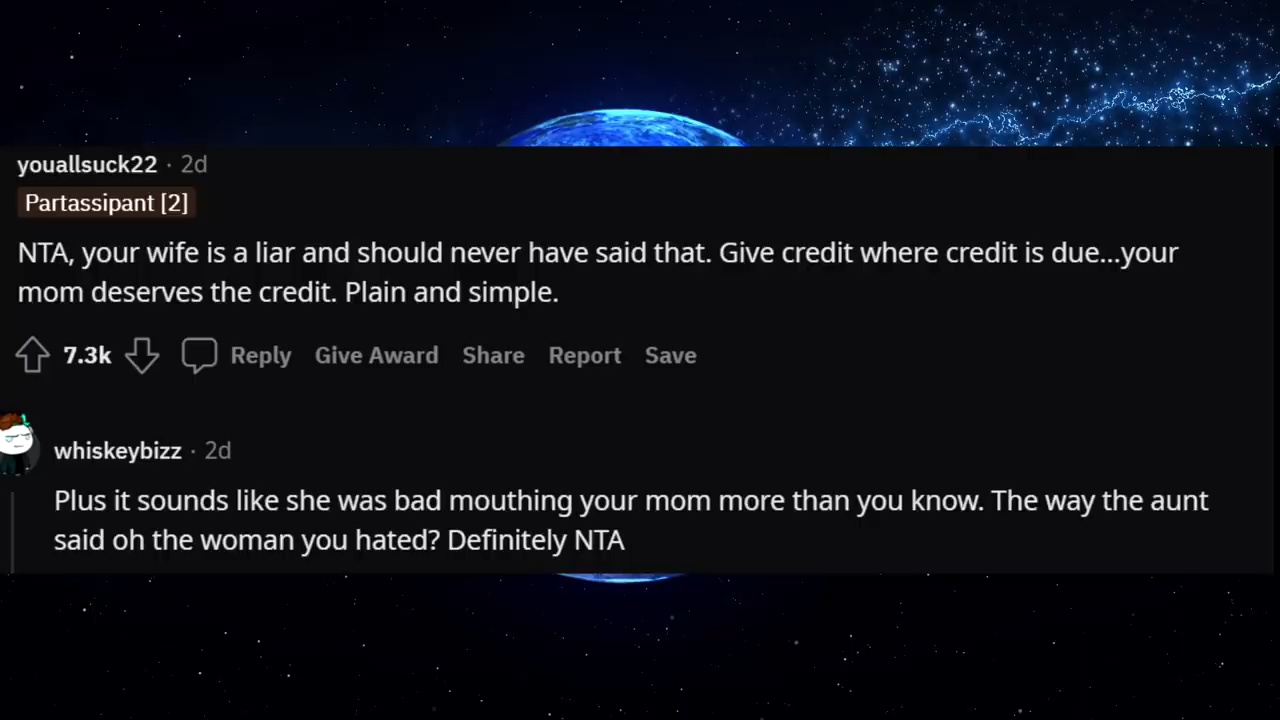 youallsuck22 · 2d
Partassipant [2]
NTA, your wife is a liar and should never have said that. Give credit where credit is due...your
mom deserves the credit. Plain and simple.
7.3k Reply Give Award Share Report Save
whiskeybizz · 2d
Plus it sounds like she was bad mouthing your mom more than you know. The way the aunt
said oh the woman you hated? Definitely NTA